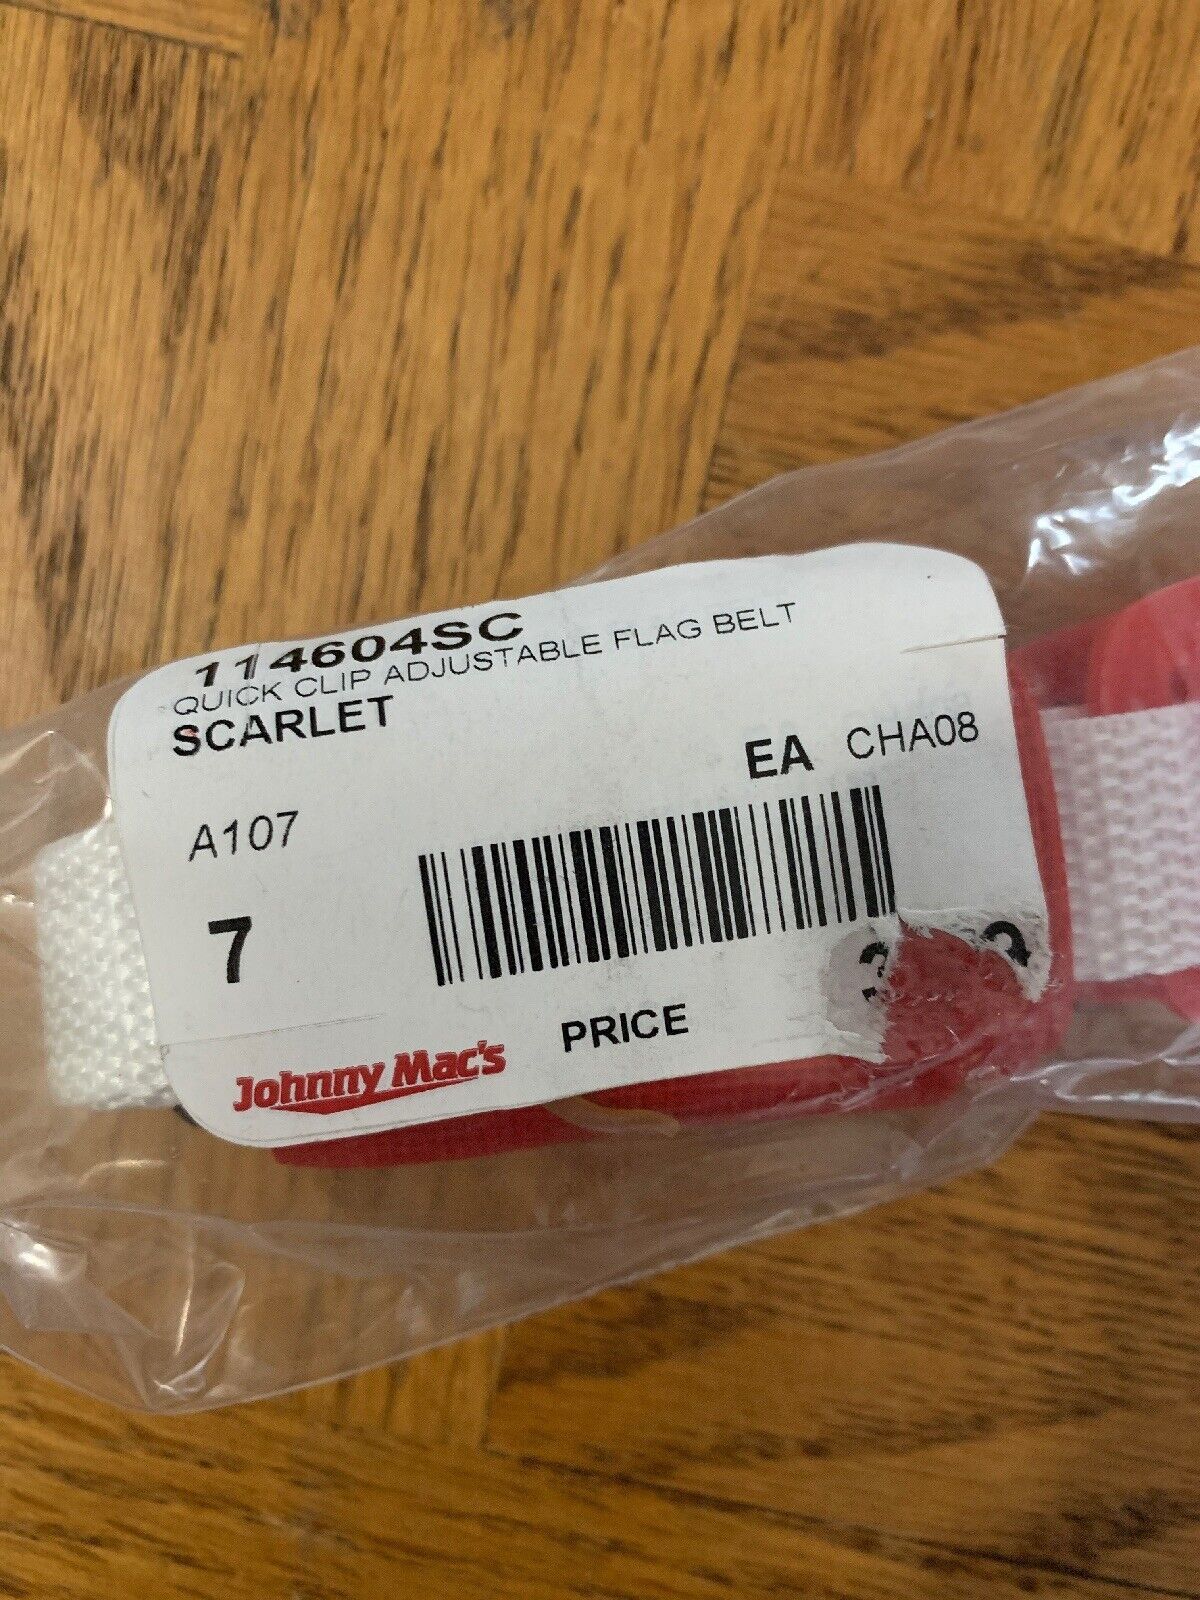 114604SC
QUICK CLIP ADJUSTABLE FLAG BELT
SCARLET
EA CHA08
A107
7
PRICE
Johnny Mac's